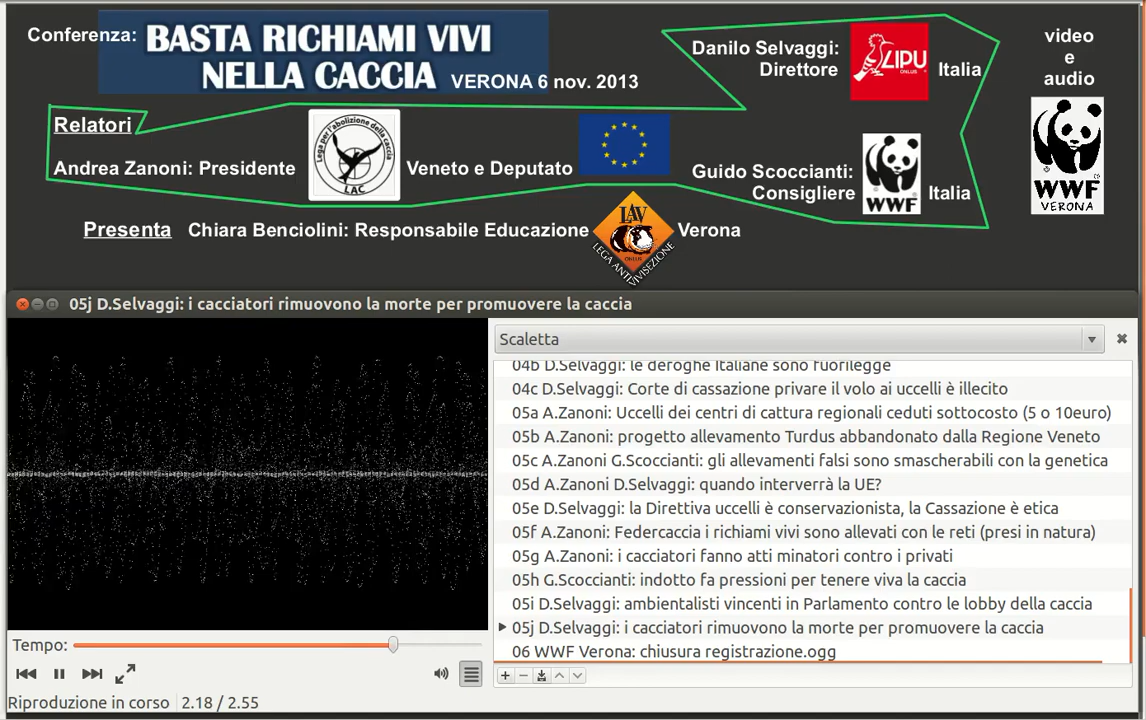 Conferenza: BASTA RICHIAMI VIVI
NELLA CACCIA VERONA 6 nov. 2013
Danilo Selvaggi:
Direttore LIPU ONLUS Italia
video
e
audio
Relatori
Andrea Zanoni: Presidente Lega per l'abolizione della caccia LAC Veneto e Deputato
Guido Scoccianti:
Consigliere WWF Italia
WWF
VERONA
Presenta Chiara Benciolini: Responsabile Educazione LAV ONLUS LEGA ANTIVIVISEZIONE Verona
05j D.Selvaggi: i cacciatori rimuovono la morte per promuovere la caccia
Scaletta
04b D.Selvaggi: le deroghe Italiane sono fuorilegge
04c D.Selvaggi: Corte di cassazione privare il volo ai uccelli è illecito
05a A.Zanoni: Uccelli dei centri di cattura regionali ceduti sottocosto (5 o 10euro)
05b A.Zanoni: progetto allevamento Turdus abbandonato dalla Regione Veneto
05c A.Zanoni G.Scoccianti: gli allevamenti falsi sono smascherabili con la genetica
05d A.Zanoni D.Selvaggi: quando interverrà la UE?
05e D.Selvaggi: la Direttiva uccelli è conservazionista, la Cassazione è etica
05f A.Zanoni: Federcaccia i richiami vivi sono allevati con le reti (presi in natura)
05g A.Zanoni: i cacciatori fanno atti minatori contro i privati
05h G.Scoccianti: indotto fa pressioni per tenere viva la caccia
05i D.Selvaggi: ambientalisti vincenti in Parlamento contro le lobby della caccia
05j D.Selvaggi: i cacciatori rimuovono la morte per promuovere la caccia
06 WWF Verona: chiusura registrazione.ogg
Tempo:
Riproduzione in corso 2.18 / 2.55